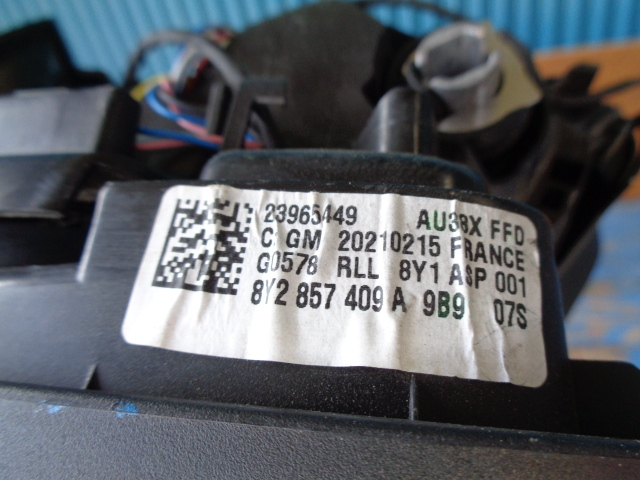 23965449 AU38X FFD
C GM 20210215 FRANCE
G0578 RLL 8Y1 ASP 001
8Y2 857 409 A 9B9 07S